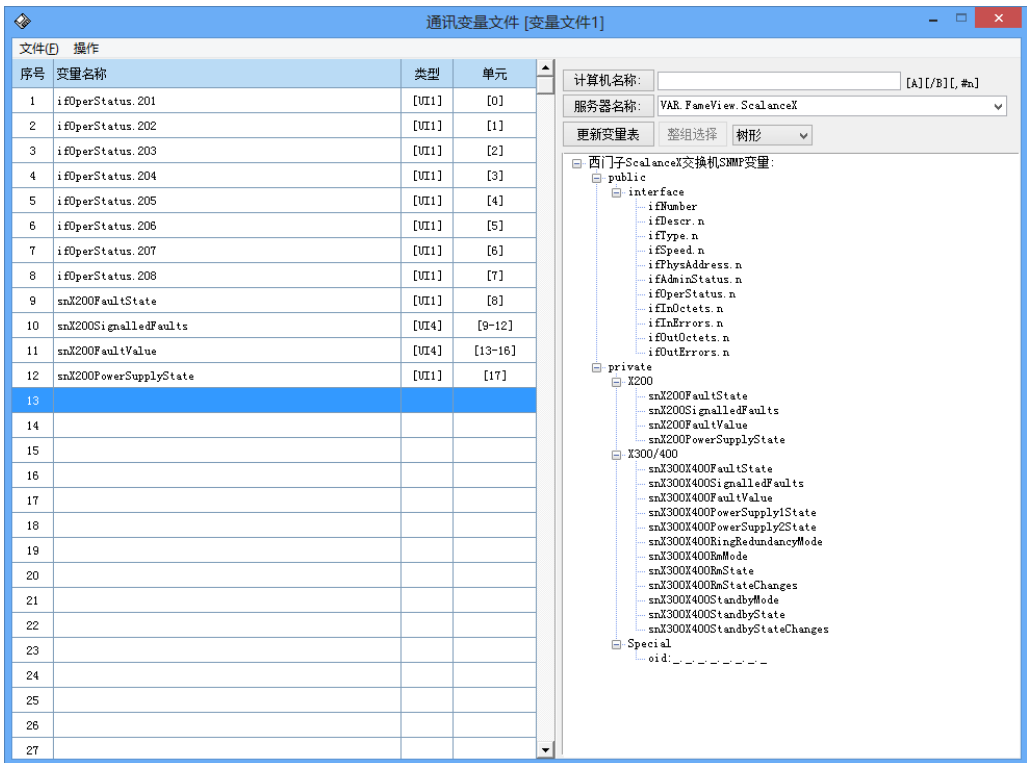 通讯变量文件 [变量文件1]
文件(F) 操作
序号 变量名称 类型 单元
1 ifOperStatus.201 [UI1] [0]
2 ifOperStatus.202 [UI1] [1]
3 ifOperStatus.203 [UI1] [2]
4 ifOperStatus.204 [UI1] [3]
5 ifOperStatus.205 [UI1] [4]
6 ifOperStatus.206 [UI1] [5]
7 ifOperStatus.207 [UI1] [6]
8 ifOperStatus.208 [UI1] [7]
9 snX200FaultState [UI1] [8]
10 snX200SignalledFaults [UI4] [9-12]
11 snX200FaultValue [UI4] [13-16]
12 snX200PowerSupplyState [UI1] [17]
13
14
15
16
17
18
19
20
21
22
23
24
25
26
27
计算机名称: [A][/B][,#n]
服务器名称: VAR.FameView.ScalanceX
更新变量表 整组选择 树形
西门子ScalanceX交换机SNMP变量:
public
interface
ifNumber
ifDescr.n
ifType.n
ifSpeed.n
ifPhysAddress.n
ifAdminStatus.n
ifOperStatus.n
ifInOctets.n
ifInErrors.n
ifOutOctets.n
ifOutErrors.n
private
X200
snX200FaultState
snX200SignalledFaults
snX200FaultValue
snX200PowerSupplyState
X300/400
snX300X400FaultState
snX300X400SignalledFaults
snX300X400FaultValue
snX300X400PowerSupply1State
snX300X400PowerSupply2State
snX300X400RingRedundancyMode
snX300X400RmMode
snX300X400RmState
snX300X400RmStateChanges
snX300X400StandbyMode
snX300X400StandbyState
snX300X400StandbyStateChanges
Special
oid:_._._._._._._._